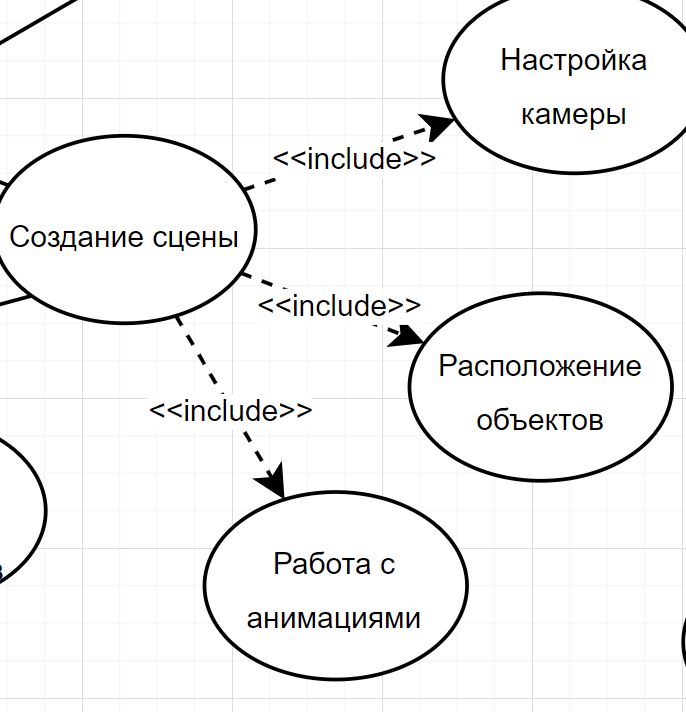 Настройка
камеры
<<include>>
Создание сцены
<<include>>
Расположение
объектов
<<include>>
Работа с
анимациями